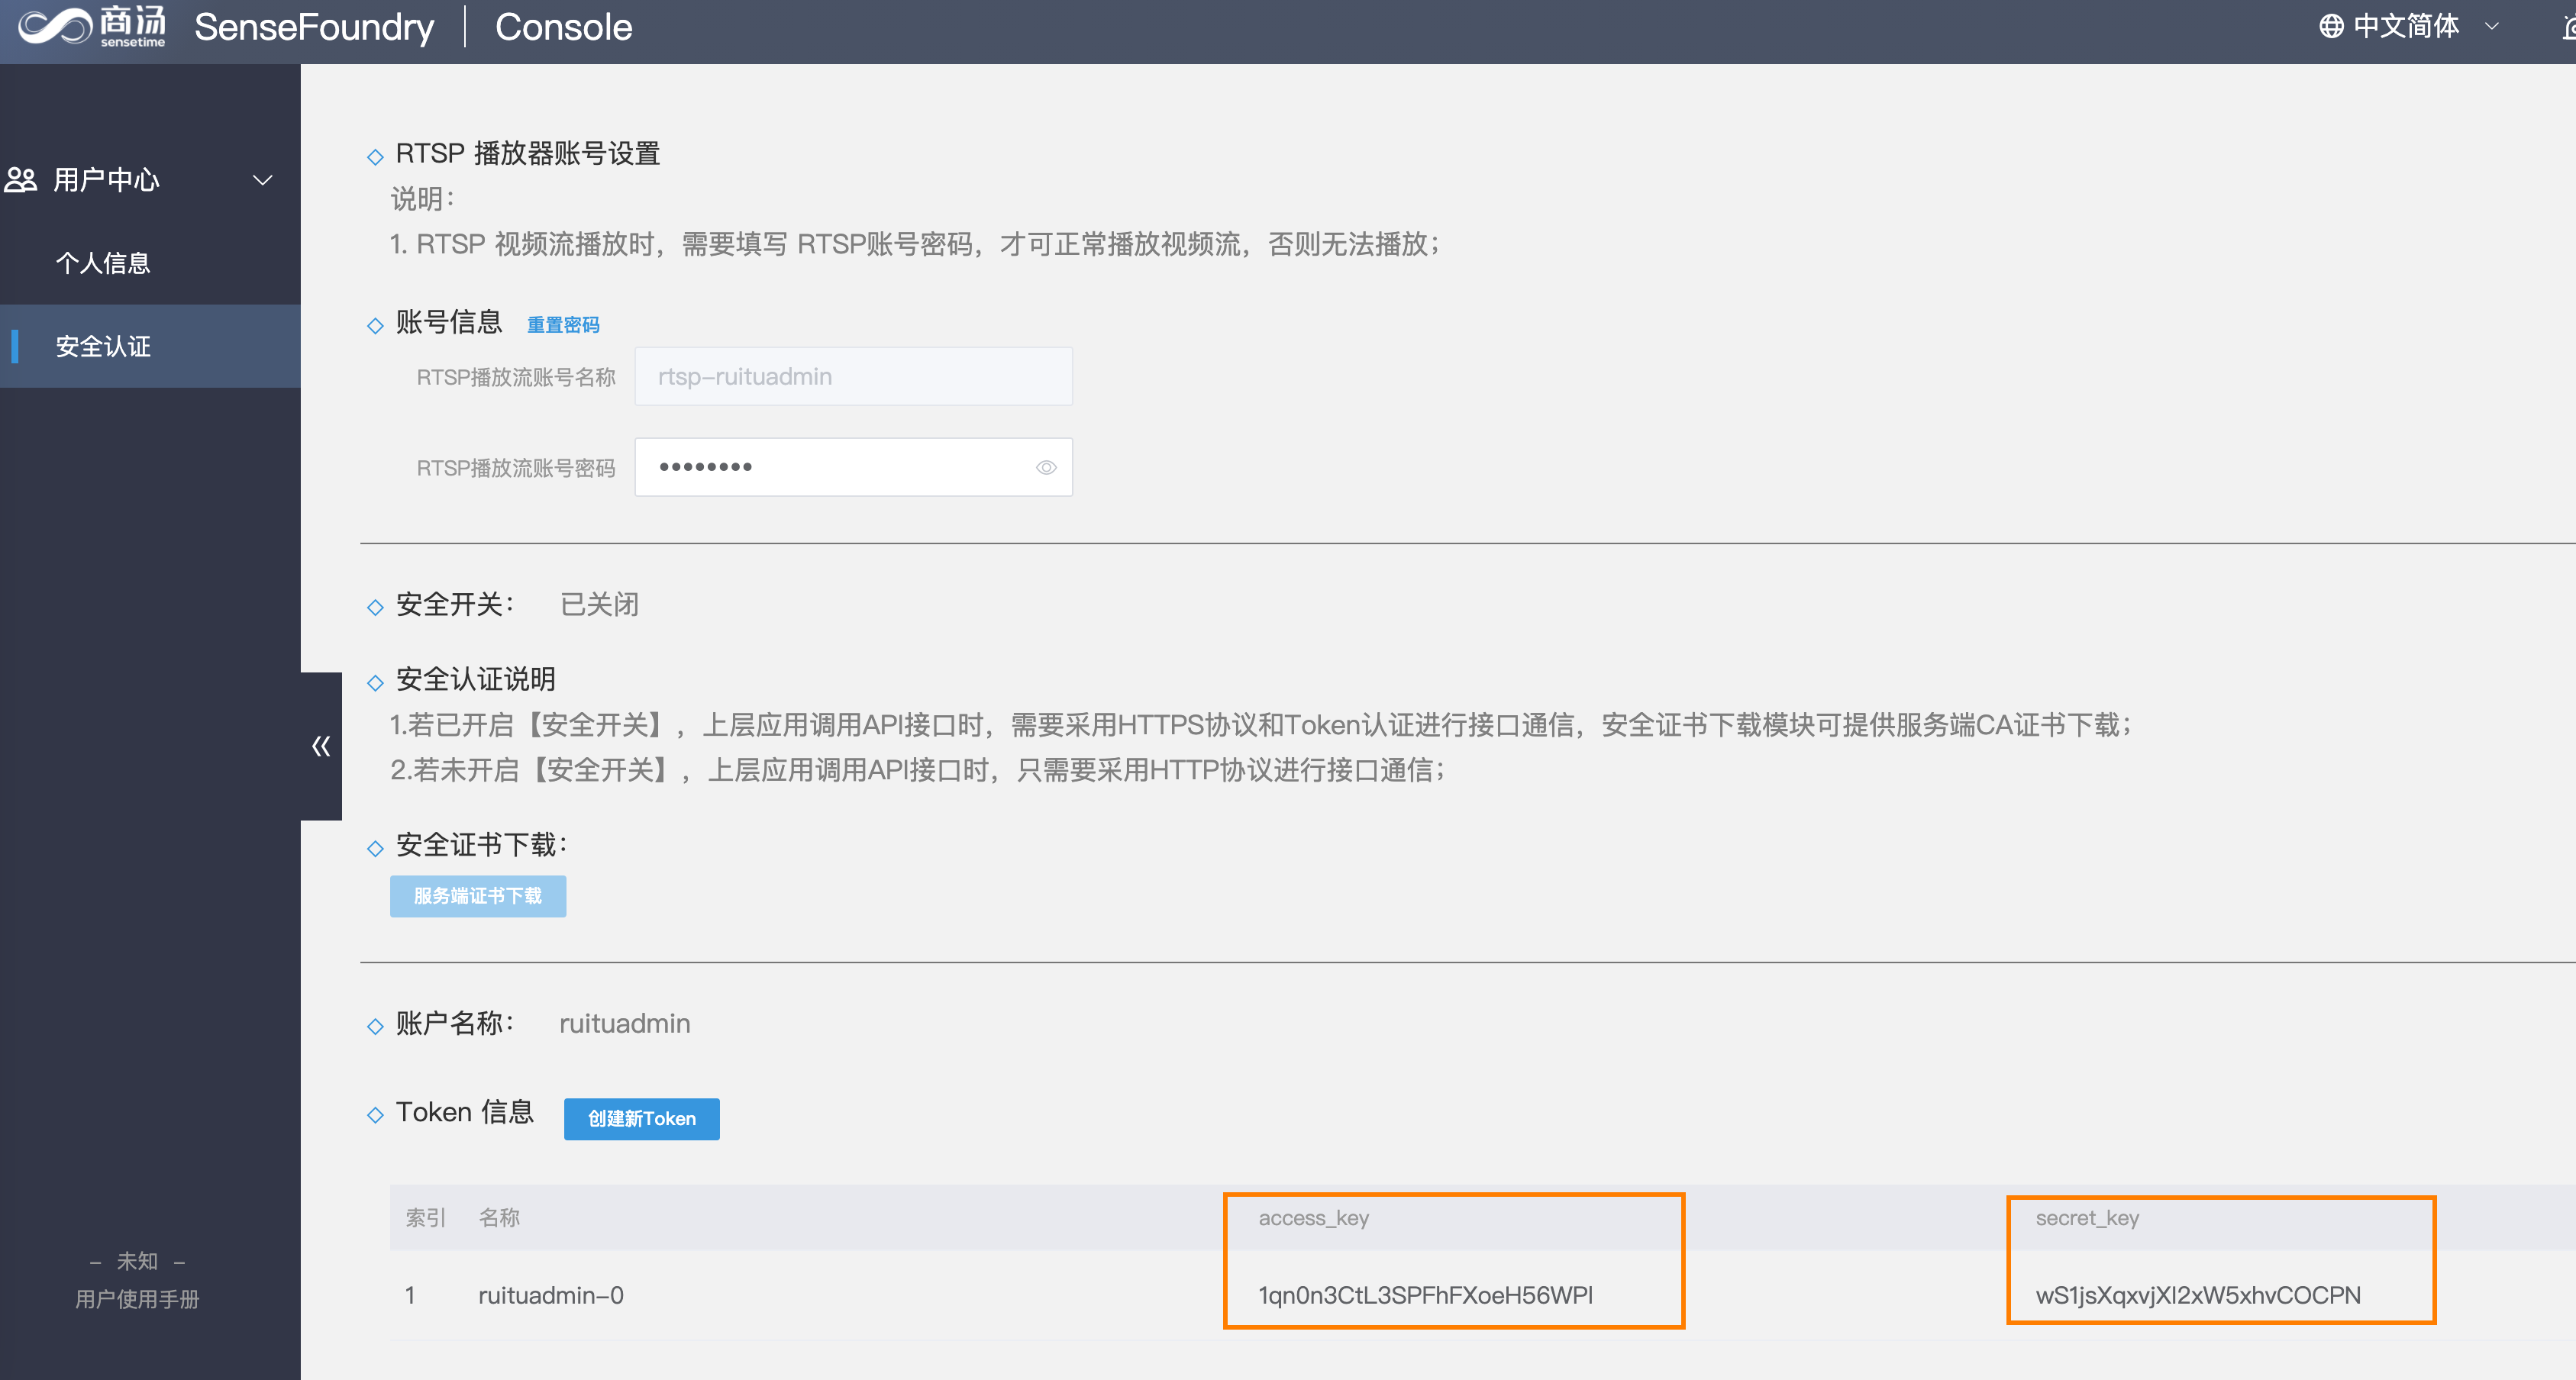 商汤
sensetime
SenseFoundry
Console
中文简体
用户中心
个人信息
安全认证
RTSP 播放器账号设置
说明：
1. RTSP 视频流播放时，需要填写 RTSP账号密码，才可正常播放视频流，否则无法播放；
账号信息 重置密码
RTSP播放流账号名称 rtsp-ruituadmin
RTSP播放流账号密码 ••••••••
安全开关： 已关闭
安全认证说明
1.若已开启【安全开关】，上层应用调用API接口时，需要采用HTTPS协议和Token认证进行接口通信，安全证书下载模块可提供服务端CA证书下载；
2.若未开启【安全开关】，上层应用调用API接口时，只需要采用HTTP协议进行接口通信；
安全证书下载：
服务端证书下载
账户名称： ruituadmin
Token 信息 创建新Token
索引 名称 access_key secret_key
1 ruituadmin-0 1qn0n3CtL3SPFhFXoeH56WPl wS1jsXqxvjXl2xW5xhvCOCPN
– 未知 –
用户使用手册